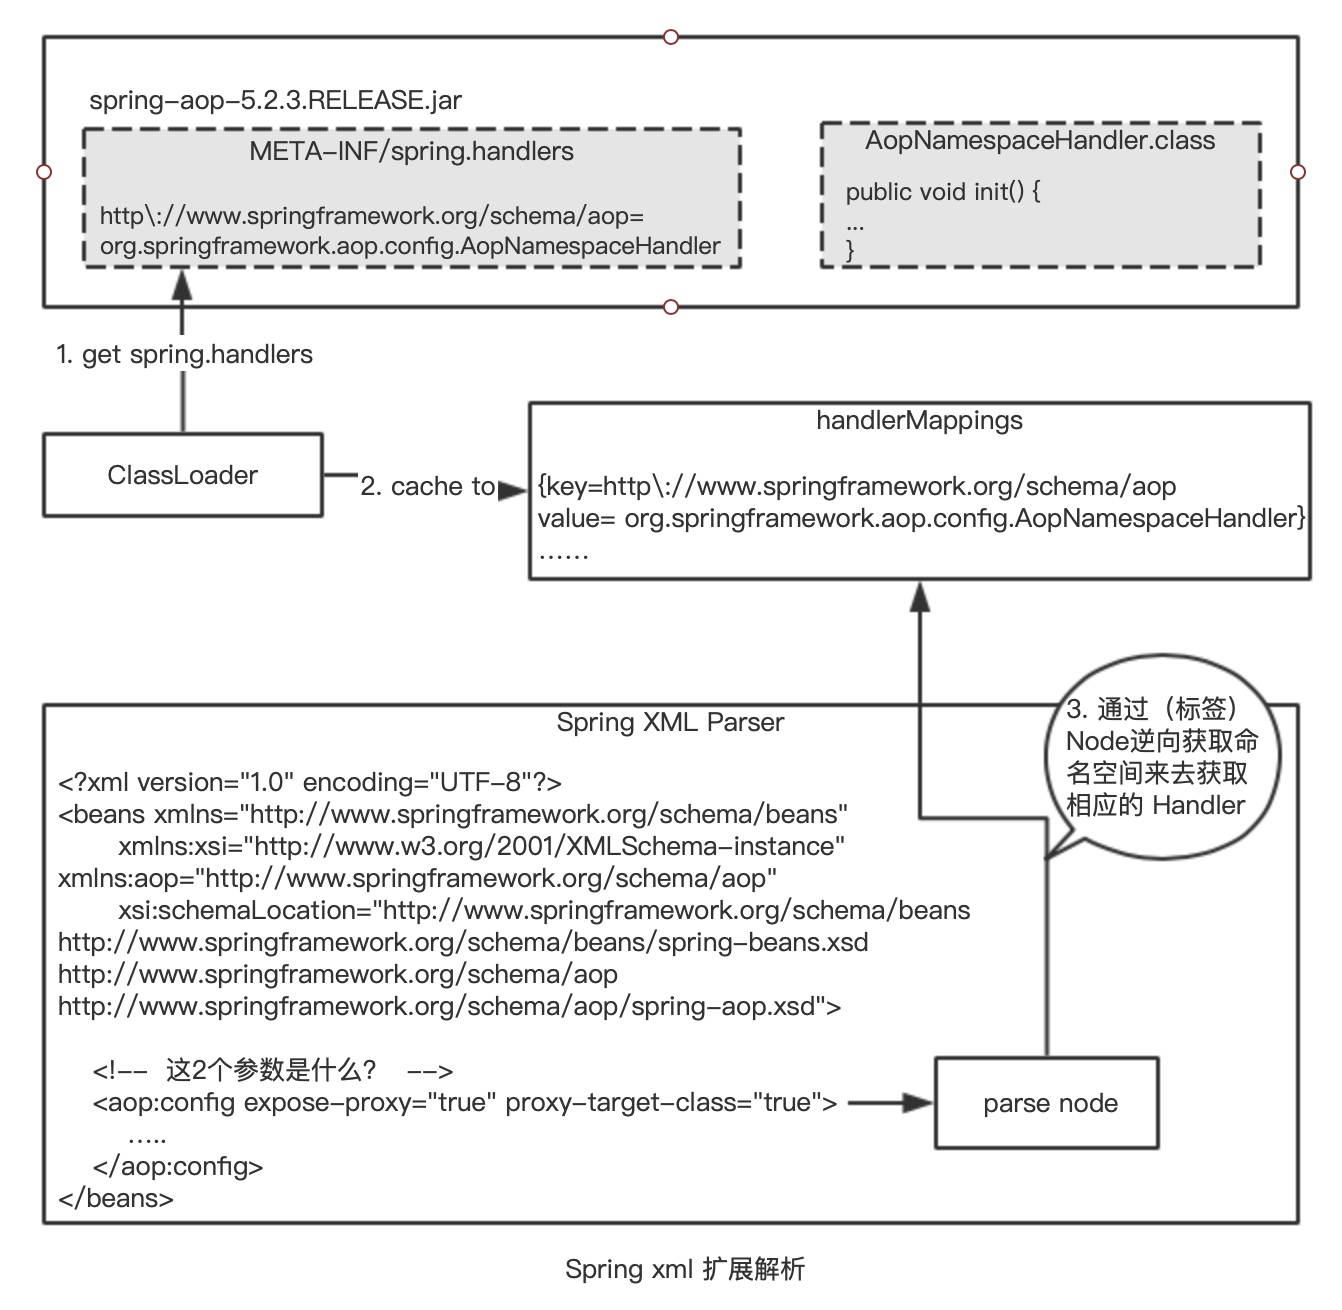 spring-aop-5.2.3.RELEASE.jar
META-INF/spring.handlers
http\://www.springframework.org/schema/aop=
org.springframework.aop.config.AopNamespaceHandler
AopNamespaceHandler.class
public void init() {
...
}
1. get spring.handlers
ClassLoader
2. cache to
handlerMappings
{key=http\://www.springframework.org/schema/aop
value= org.springframework.aop.config.AopNamespaceHandler}
……
3. 通过（标签）
Node逆向获取命
名空间来去获取
相应的 Handler
Spring XML Parser
<?xml version="1.0" encoding="UTF-8"?>
<beans xmlns="http://www.springframework.org/schema/beans"
xmlns:xsi="http://www.w3.org/2001/XMLSchema-instance"
xmlns:aop="http://www.springframework.org/schema/aop"
xsi:schemaLocation="http://www.springframework.org/schema/beans
http://www.springframework.org/schema/beans/spring-beans.xsd
http://www.springframework.org/schema/aop
http://www.springframework.org/schema/aop/spring-aop.xsd">
<!-- 这2个参数是什么? -->
<aop:config expose-proxy="true" proxy-target-class="true">
.....
</aop:config>
</beans>
parse node
Spring xml 扩展解析